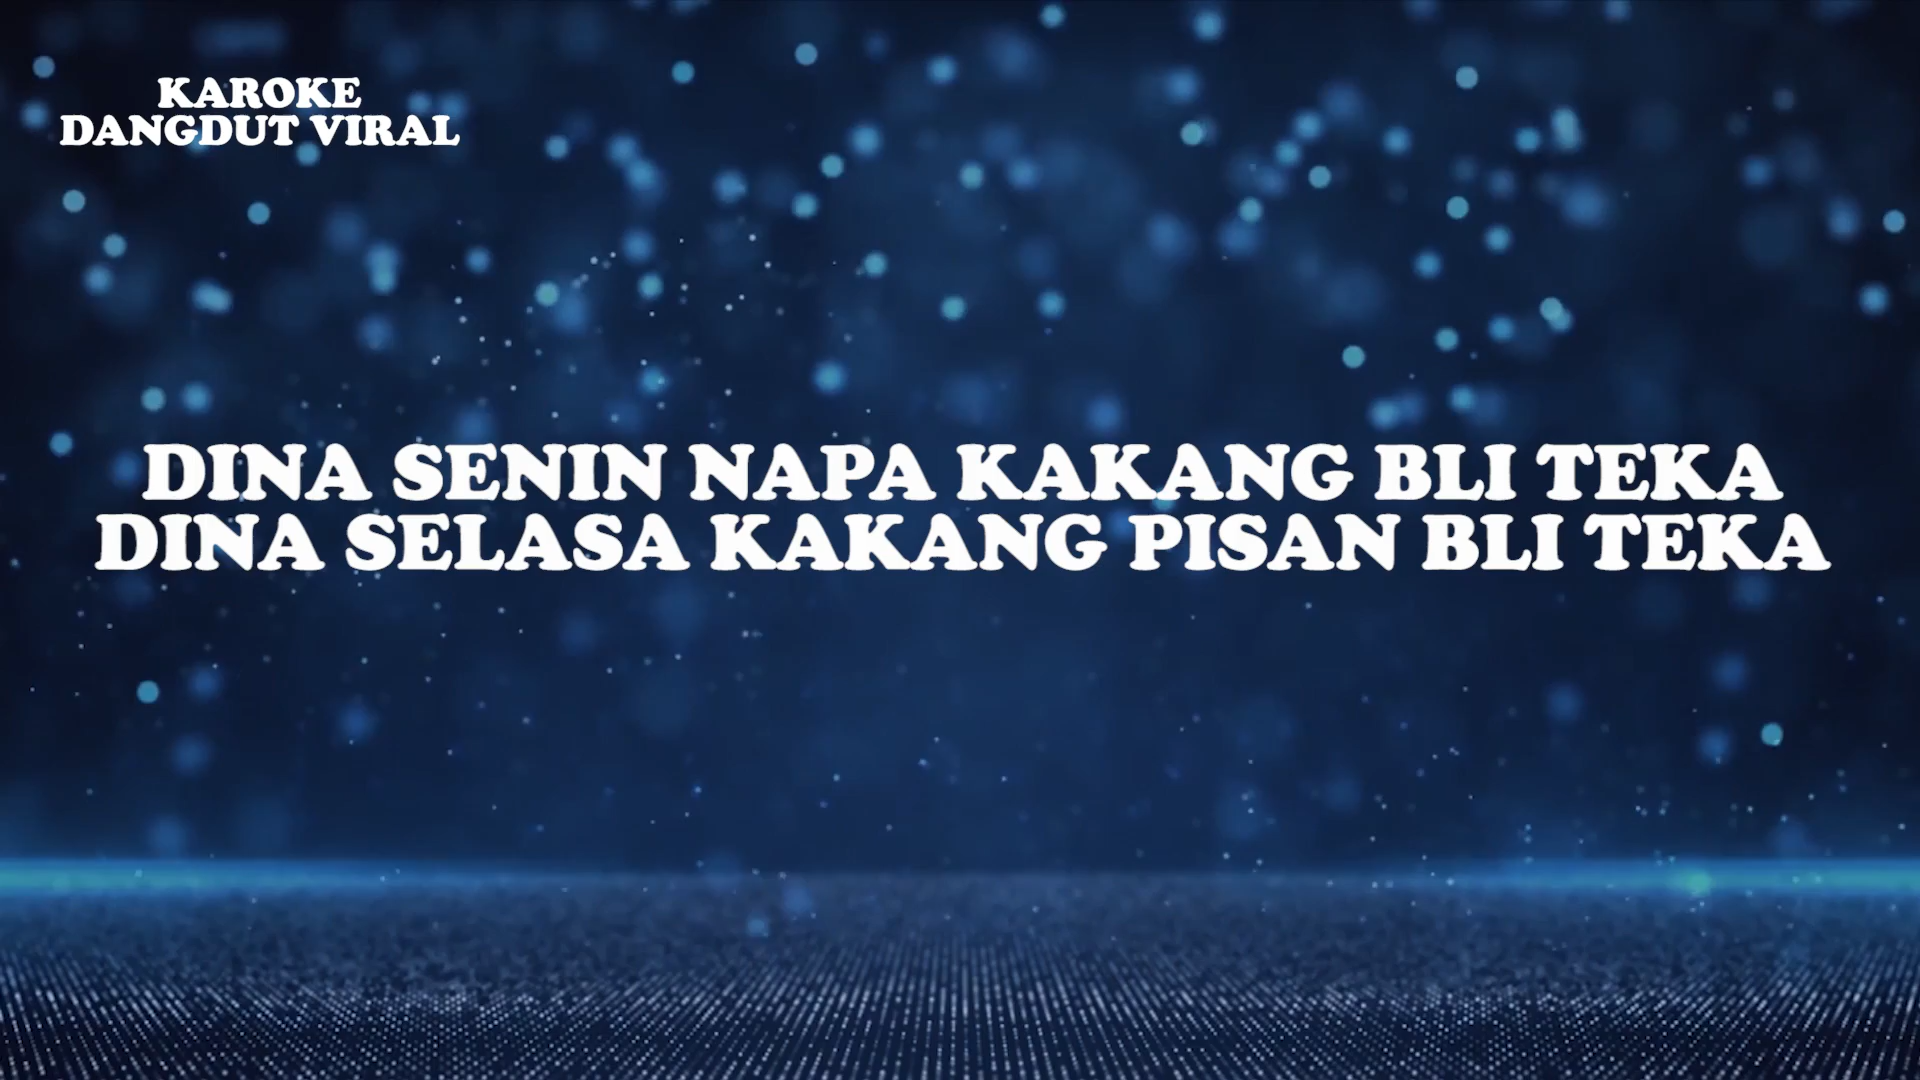 KAROKE
DANGDUT VIRAL
DINA SENIN NAPA KAKANG BLI TEKA
DINA SELASA KAKANG PISAN BLI TEKA